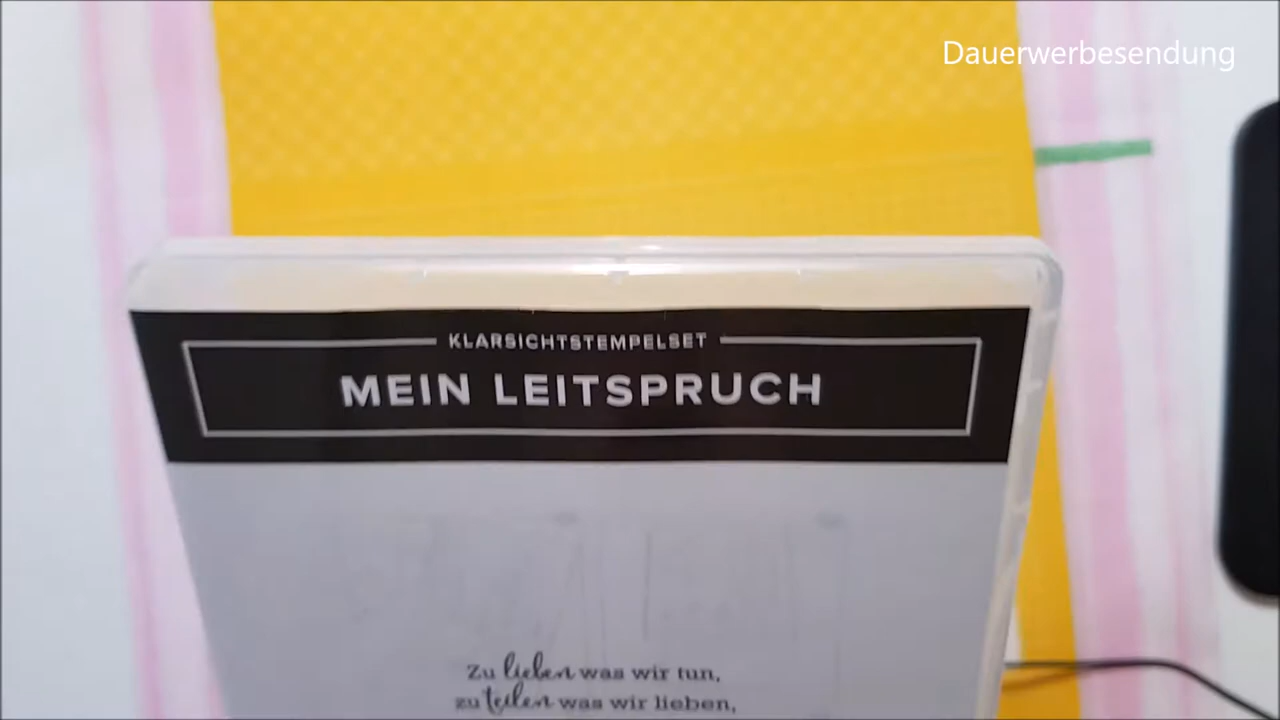 Dauerwerbesendung
KLARSICHTSTEMPELSET
MEIN LEITSPRUCH
Zu lieben was wir tun,
zu teilen was wir lieben,